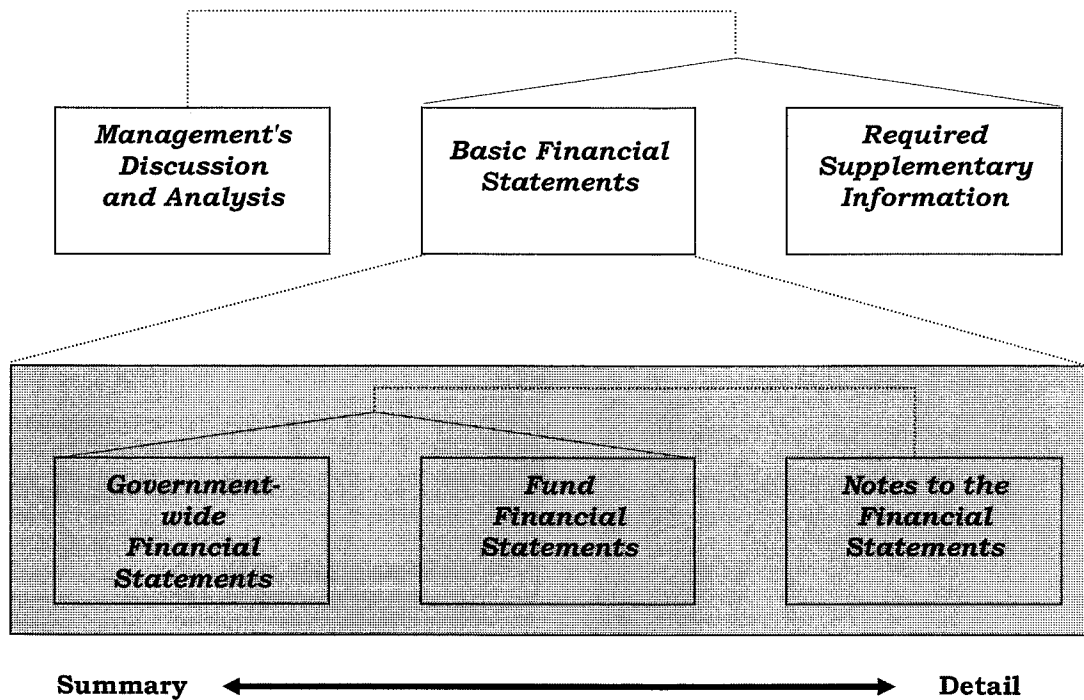 Management's
Discussion
and Analysis
Basic Financial
Statements
Required
Supplementary
Information
Government-
wide
Financial
Statements
Fund
Financial
Statements
Notes to the
Financial
Statements
Summary
Detail